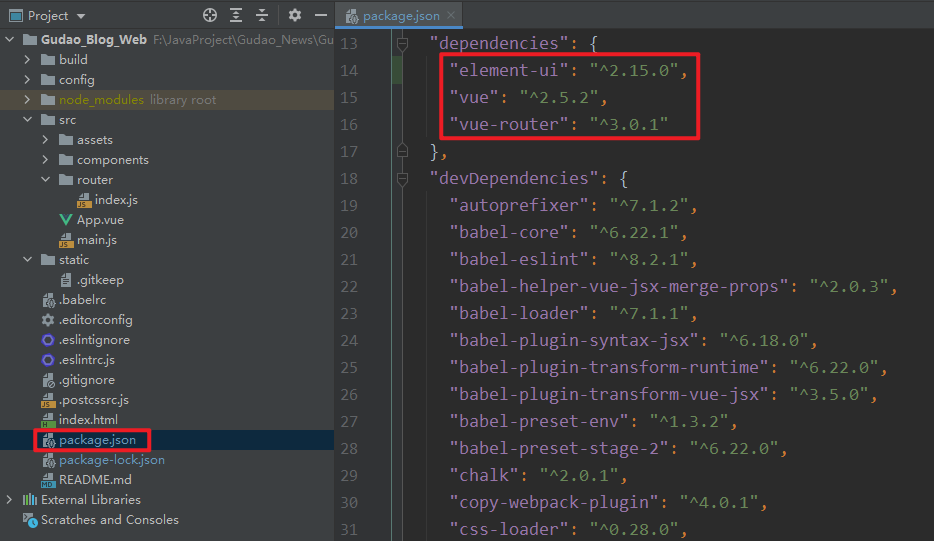 Project
Gudao_Blog_Web F:\JavaProject\Gudao_News\Gu
build
config
node_modules library root
src
assets
components
router
index.js
App.vue
main.js
static
.gitkeep
.babelrc
.editorconfig
.eslintignore
.eslintrc.js
.gitignore
.postcssrc.js
index.html
package.json
package-lock.json
README.md
External Libraries
Scratches and Consoles
package.json
13 "dependencies": {
14 "element-ui": "^2.15.0",
15 "vue": "^2.5.2",
16 "vue-router": "^3.0.1"
17 },
18 "devDependencies": {
19 "autoprefixer": "^7.1.2",
20 "babel-core": "^6.22.1",
21 "babel-eslint": "^8.2.1",
22 "babel-helper-vue-jsx-merge-props": "^2.0.3",
23 "babel-loader": "^7.1.1",
24 "babel-plugin-syntax-jsx": "^6.18.0",
25 "babel-plugin-transform-runtime": "^6.22.0",
26 "babel-plugin-transform-vue-jsx": "^3.5.0",
27 "babel-preset-env": "^1.3.2",
28 "babel-preset-stage-2": "^6.22.0",
29 "chalk": "^2.0.1",
30 "copy-webpack-plugin": "^4.0.1",
31 "css-loader": "^0.28.0",